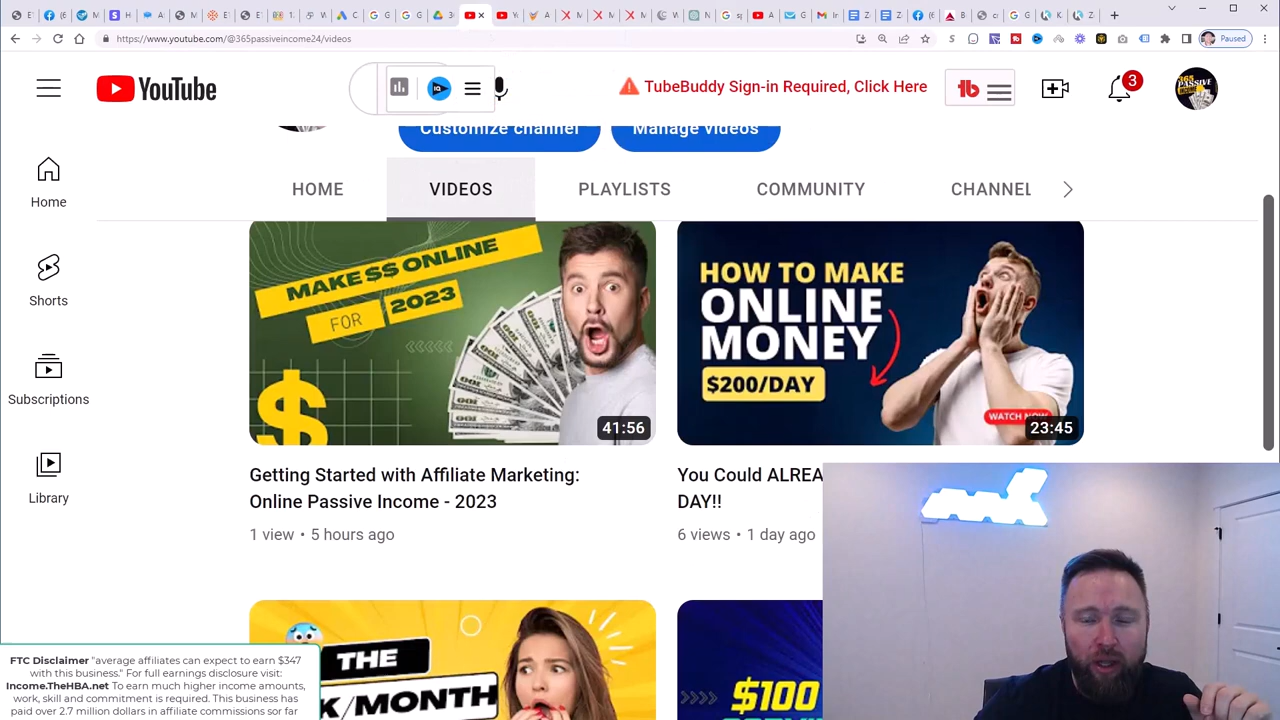 https://www.youtube.com/@365passiveincome24/videos
Paused
YouTube
TubeBuddy Sign-in Required, Click Here
3
Customize channel
Manage videos
HOME
VIDEOS
PLAYLISTS
COMMUNITY
CHANNEL
Home
Shorts
Subscriptions
Library
MAKE $$ ONLINE
FOR 2023
41:56
HOW TO MAKE
ONLINE
MONEY
$200/DAY
WATCH NOW
23:45
Getting Started with Affiliate Marketing:
Online Passive Income - 2023
1 view • 5 hours ago
You Could ALREA
DAY!!
6 views • 1 day ago
THE
K/MONTH
$100
FTC Disclaimer "average affiliates can expect to earn $347
with this business." For full earnings disclosure visit:
Income.TheHBA.net To earn much higher income amounts,
work, skill and commitment is required. This business has
paid over 2.7 million dollars in affiliate commissions sor far